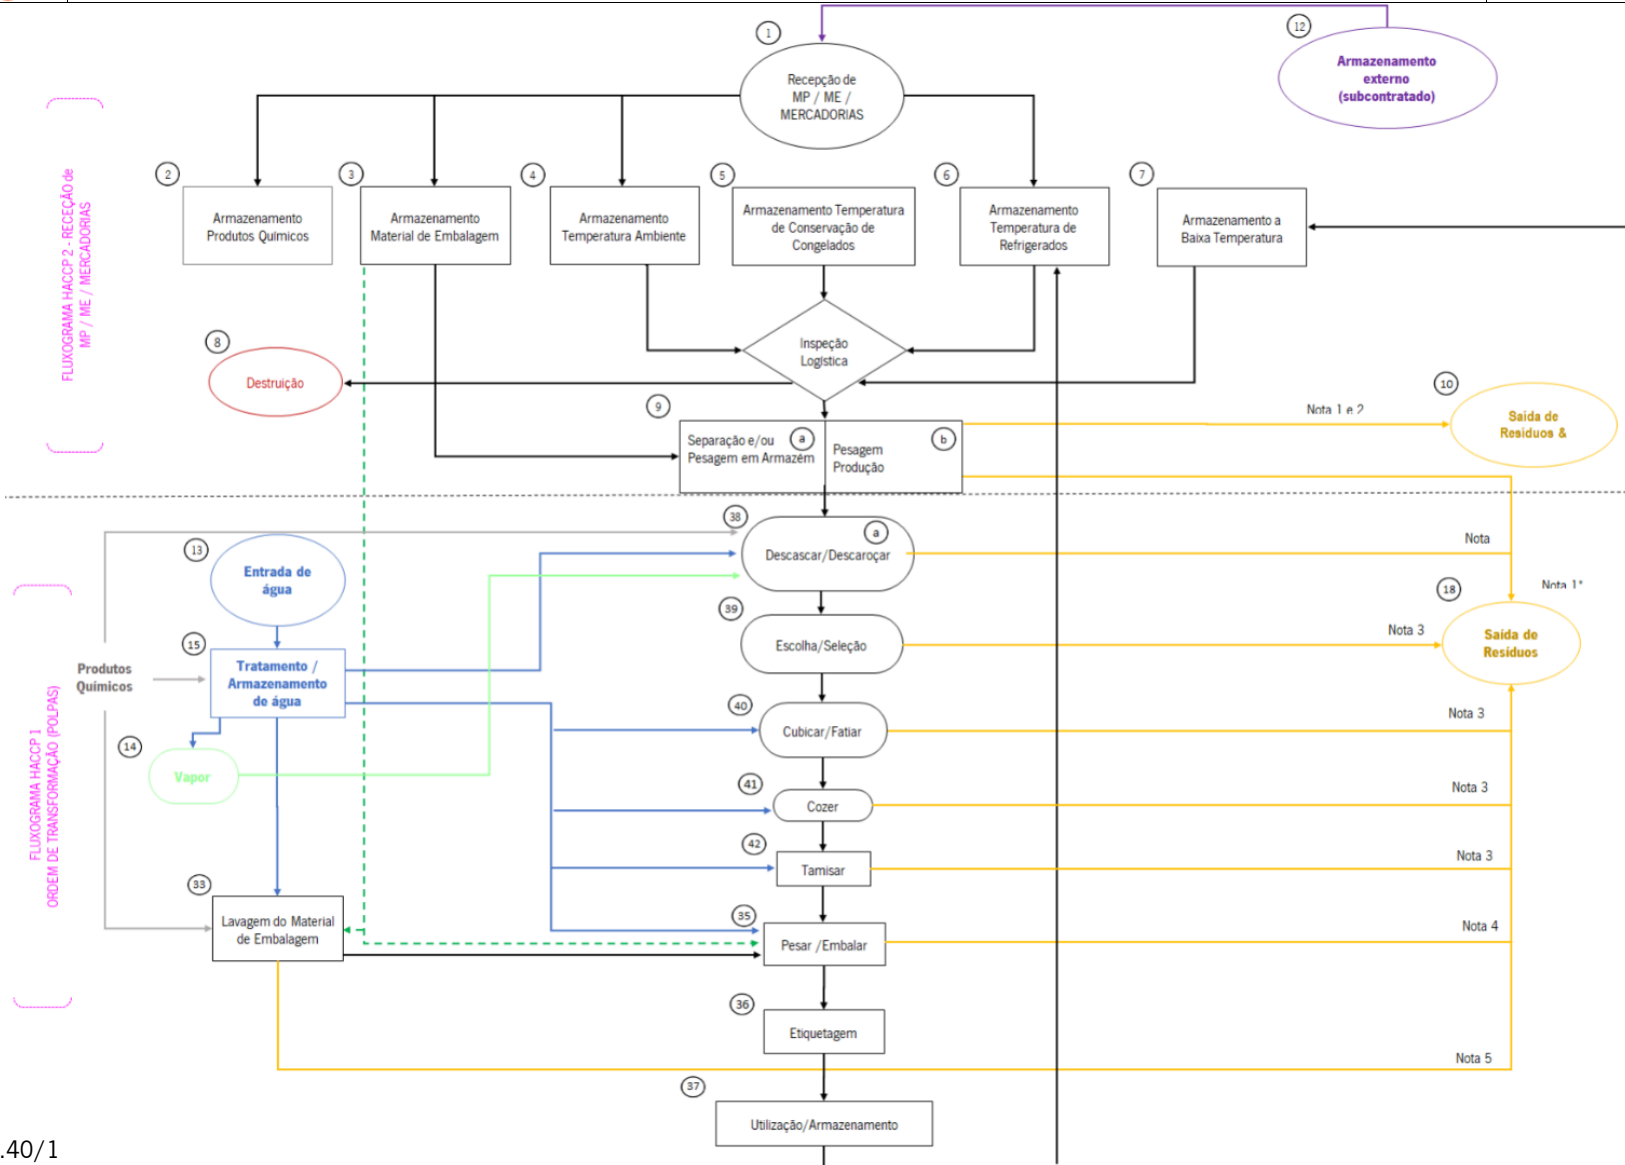 12
1
Armazenamento
externo
(subcontratado)
Recepção de
MP / ME /
MERCADORIAS
FLUXOGRAMA HACCP 2 - RECEÇÃO de
MP / ME / MERCADORIAS
2
3
4
5
6
7
Armazenamento
Produtos Químicos
Armazenamento
Material de Embalagem
Armazenamento
Temperatura Ambiente
Armazenamento Temperatura
de Conservação de
Congelados
Armazenamento
Temperatura de
Refrigerados
Armazenamento a
Baixa Temperatura
8
Inspeção
Logística
Destruição
9
10
Nota 1 e 2
Saida de
Residuos &
Separação e/ou
Pesagem em Armazém
a
Pesagem
Produção
b
38
a
Descascar/Descaroçar
Nota
13
Entrada de
água
Nota 1*
18
39
Escolha/Seleção
Nota 3
Saída de
Resíduos
15
Produtos
Químicos
Tratamento /
Armazenamento
de água
FLUXOGRAMA HACCP 1
ORDEM DE TRANSFORMAÇÃO (POLPAS)
40
Cubicar/Fatiar
Nota 3
14
Vapor
41
Cozer
Nota 3
42
Tamisar
Nota 3
33
Lavagem do Material
de Embalagem
35
Pesar /Embalar
Nota 4
36
Etiquetagem
Nota 5
37
Utilização/Armazenamento
.40/1